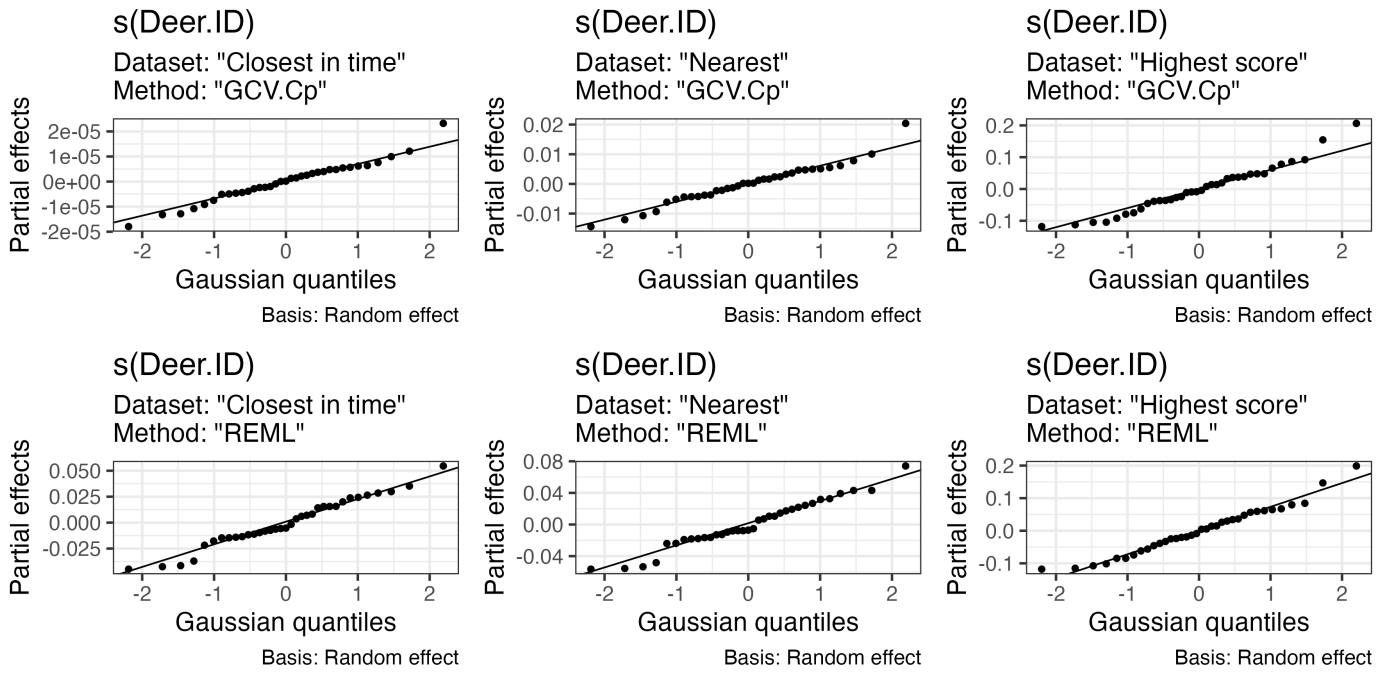 s(Deer.ID)
Dataset: "Closest in time"
Method: "GCV.Cp"
Partial effects
2e-05
1e-05
0e+00
-1e-05
-2e-05
-2 -1 0 1 2
Gaussian quantiles
Basis: Random effect
s(Deer.ID)
Dataset: "Nearest"
Method: "GCV.Cp"
Partial effects
0.02
0.01
0.00
-0.01
-2 -1 0 1 2
Gaussian quantiles
Basis: Random effect
s(Deer.ID)
Dataset: "Highest score"
Method: "GCV.Cp"
Partial effects
0.2
0.1
0.0
-0.1
-2 -1 0 1 2
Gaussian quantiles
Basis: Random effect
s(Deer.ID)
Dataset: "Closest in time"
Method: "REML"
Partial effects
0.050
0.025
0.000
-0.025
-2 -1 0 1 2
Gaussian quantiles
Basis: Random effect
s(Deer.ID)
Dataset: "Nearest"
Method: "REML"
Partial effects
0.08
0.04
0.00
-0.04
-2 -1 0 1 2
Gaussian quantiles
Basis: Random effect
s(Deer.ID)
Dataset: "Highest score"
Method: "REML"
Partial effects
0.2
0.1
0.0
-0.1
-2 -1 0 1 2
Gaussian quantiles
Basis: Random effect